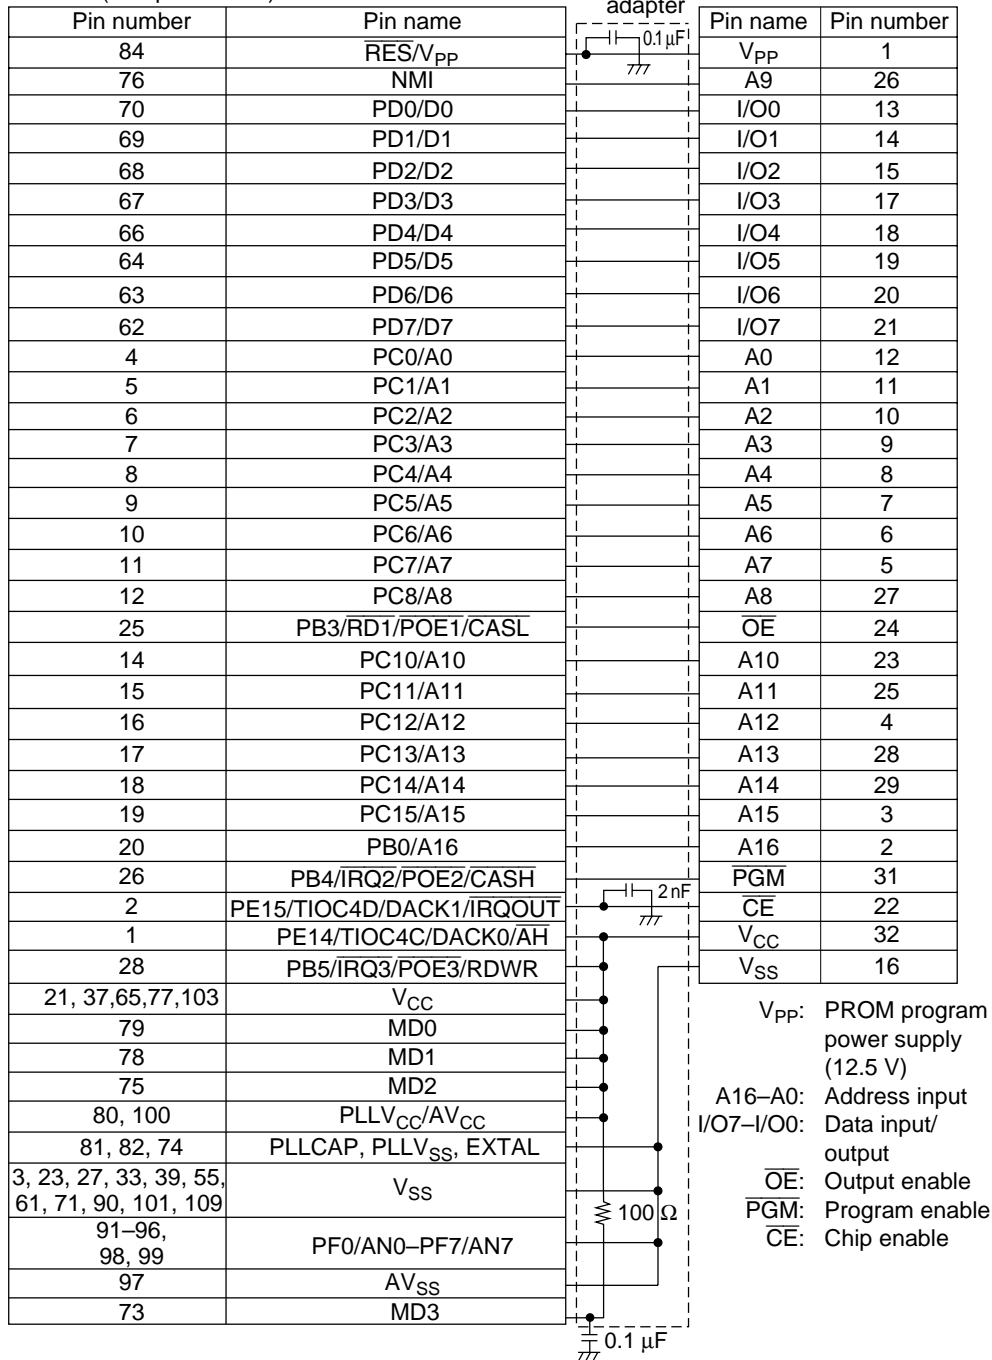 adapter
Pin number Pin name Pin name Pin number
84 RES/VPP 0.1 µF VPP 1
76 NMI A9 26
70 PD0/D0 I/O0 13
69 PD1/D1 I/O1 14
68 PD2/D2 I/O2 15
67 PD3/D3 I/O3 17
66 PD4/D4 I/O4 18
64 PD5/D5 I/O5 19
63 PD6/D6 I/O6 20
62 PD7/D7 I/O7 21
4 PC0/A0 A0 12
5 PC1/A1 A1 11
6 PC2/A2 A2 10
7 PC3/A3 A3 9
8 PC4/A4 A4 8
9 PC5/A5 A5 7
10 PC6/A6 A6 6
11 PC7/A7 A7 5
12 PC8/A8 A8 27
25 PB3/RD1/POE1/CASL OE 24
14 PC10/A10 A10 23
15 PC11/A11 A11 25
16 PC12/A12 A12 4
17 PC13/A13 A13 28
18 PC14/A14 A14 29
19 PC15/A15 A15 3
20 PB0/A16 A16 2
26 PB4/IRQ2/POE2/CASH PGM 31
2 PE15/TIOC4D/DACK1/IRQOUT 2 nF CE 22
1 PE14/TIOC4C/DACK0/AH VCC 32
28 PB5/IRQ3/POE3/RDWR VSS 16
21, 37,65,77,103 VCC
79 MD0
78 MD1
75 MD2
80, 100 PLLVCC/AVCC
81, 82, 74 PLLCAP, PLLVSS, EXTAL
3, 23, 27, 33, 39, 55,
61, 71, 90, 101, 109 VSS
91–96,
98, 99 PF0/AN0–PF7/AN7
97 AVSS
73 MD3
100 Ω
0.1 µF
VPP: PROM program
power supply
(12.5 V)
A16–A0: Address input
I/O7–I/O0: Data input/
output
OE: Output enable
PGM: Program enable
CE: Chip enable